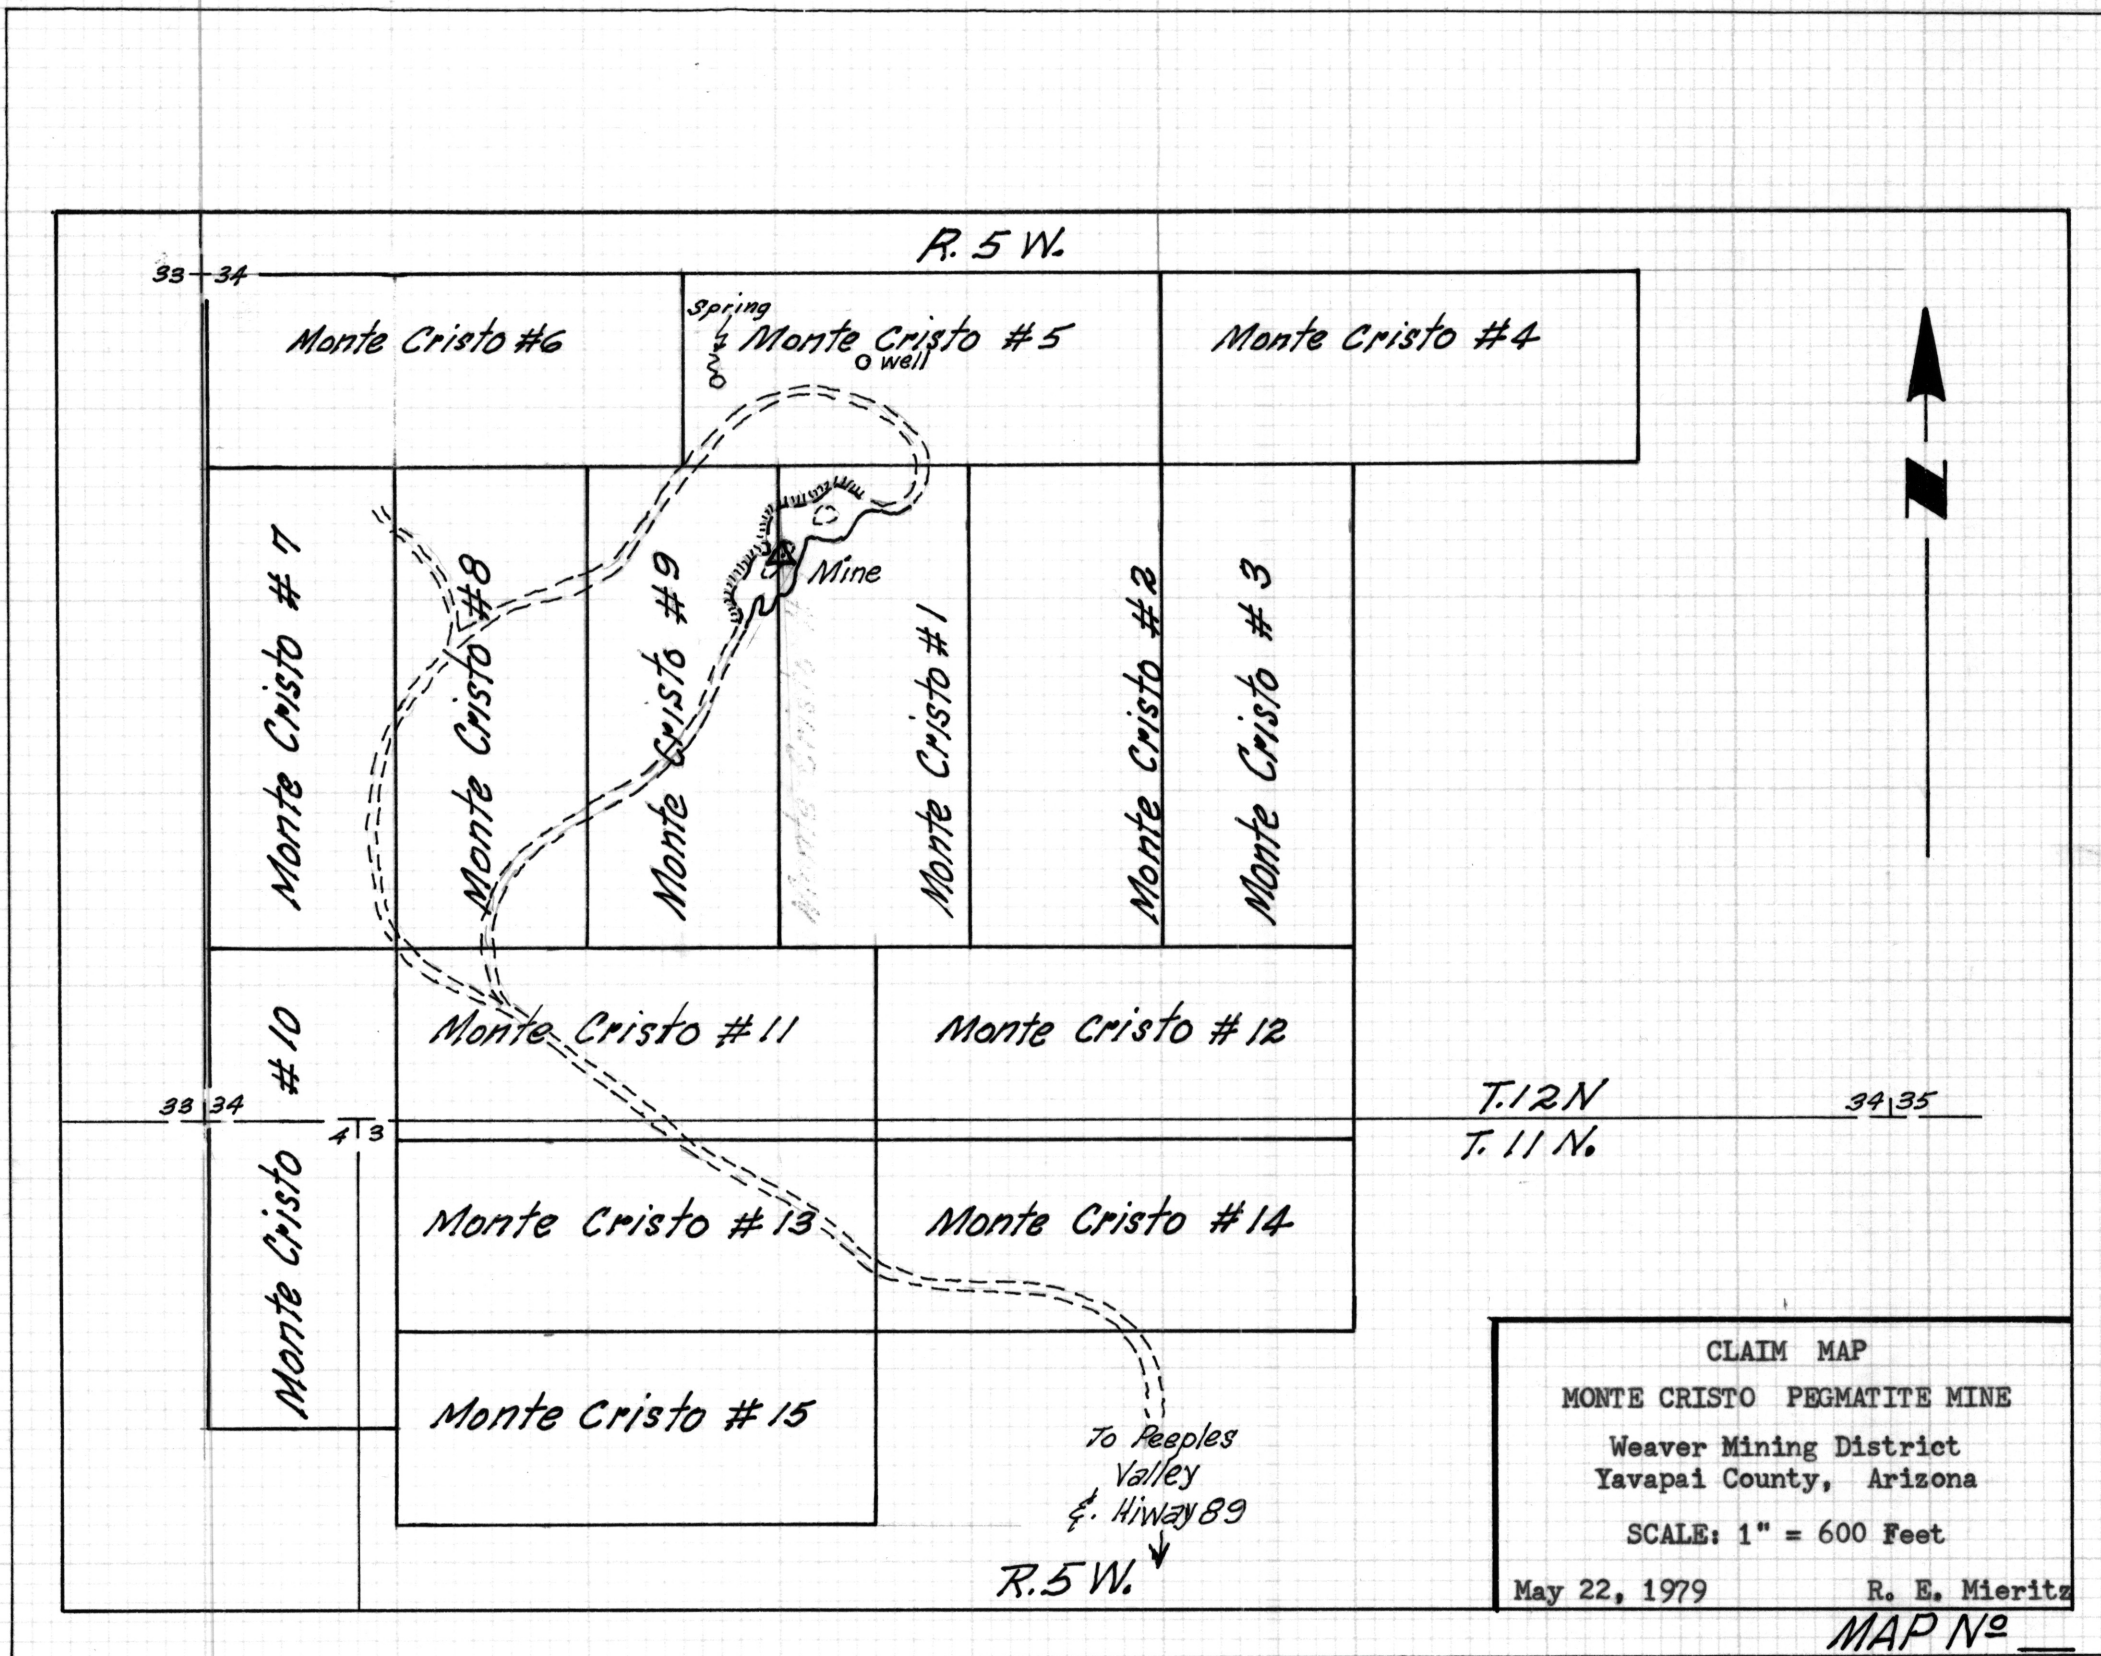 R. 5 W.
33 34
Spring
Monte Cristo #6
Monte Cristo #5
Monte Cristo #4
well
N
Monte Cristo #7
Monte Cristo #8
Monte Cristo #9
Mine
Monte Cristo #1
Monte Cristo #2
Monte Cristo #3
Monte Cristo #10
Monte Cristo #11
Monte Cristo #12
33 34
T.12N
34 35
4 3
T. 11 N.
Monte Cristo #13
Monte Cristo #14
Monte Cristo #15
To Peeples
Valley
&. Hiway 89
R.5 W.
CLAIM MAP
MONTE CRISTO PEGMATITE MINE
Weaver Mining District
Yavapai County, Arizona
SCALE: 1" = 600 Feet
May 22, 1979 R. E. Mieritz
MAP Nº __